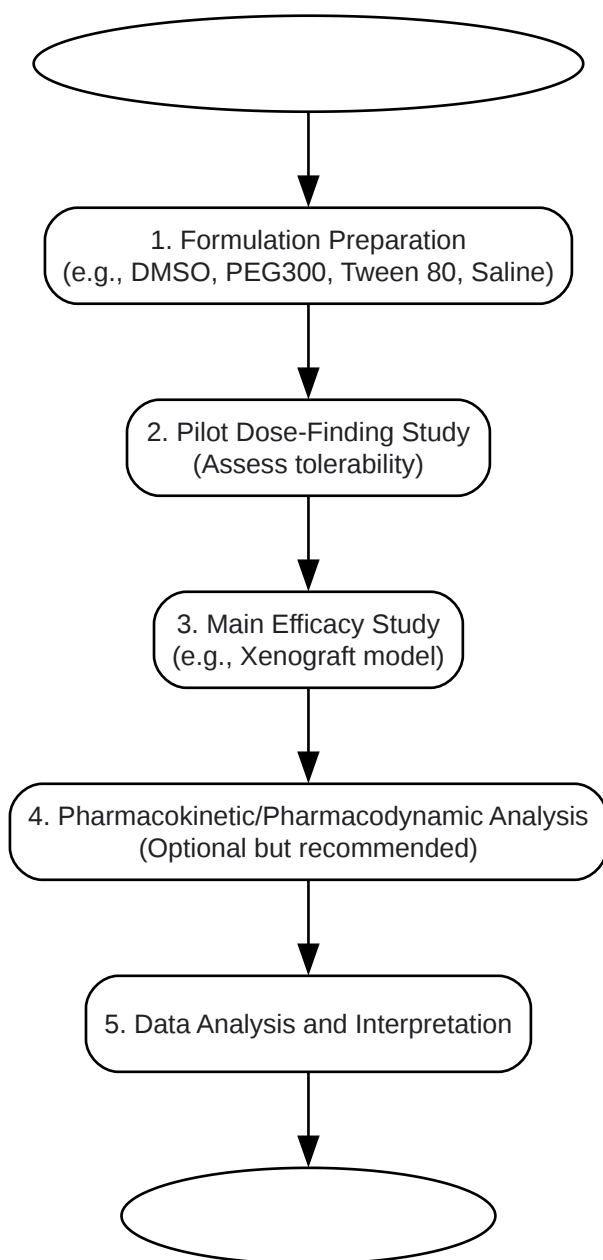 1. Formulation Preparation
(e.g., DMSO, PEG300, Tween 80, Saline)
2. Pilot Dose-Finding Study
(Assess tolerability)
3. Main Efficacy Study
(e.g., Xenograft model)
4. Pharmacokinetic/Pharmacodynamic Analysis
(Optional but recommended)
5. Data Analysis and Interpretation